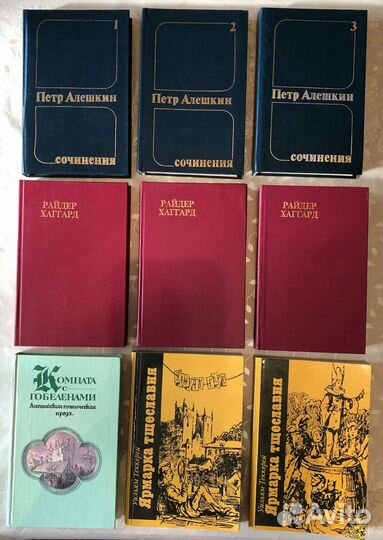 1
Петр Алешкин
сочинения
2
Петр Алешкин
сочинения
3
Петр Алешкин
сочинения
РАЙДЕР
ХАГГАРД
РАЙДЕР
ХАГГАРД
РАЙДЕР
ХАГГАРД
КОМНАТА
С
ГОБЕЛЕНАМИ
Английская готическая
проза
Уильям Теккерей
Ярмарка тщеславия
Уильям Теккерей
Ярмарка тщеславия
Avito